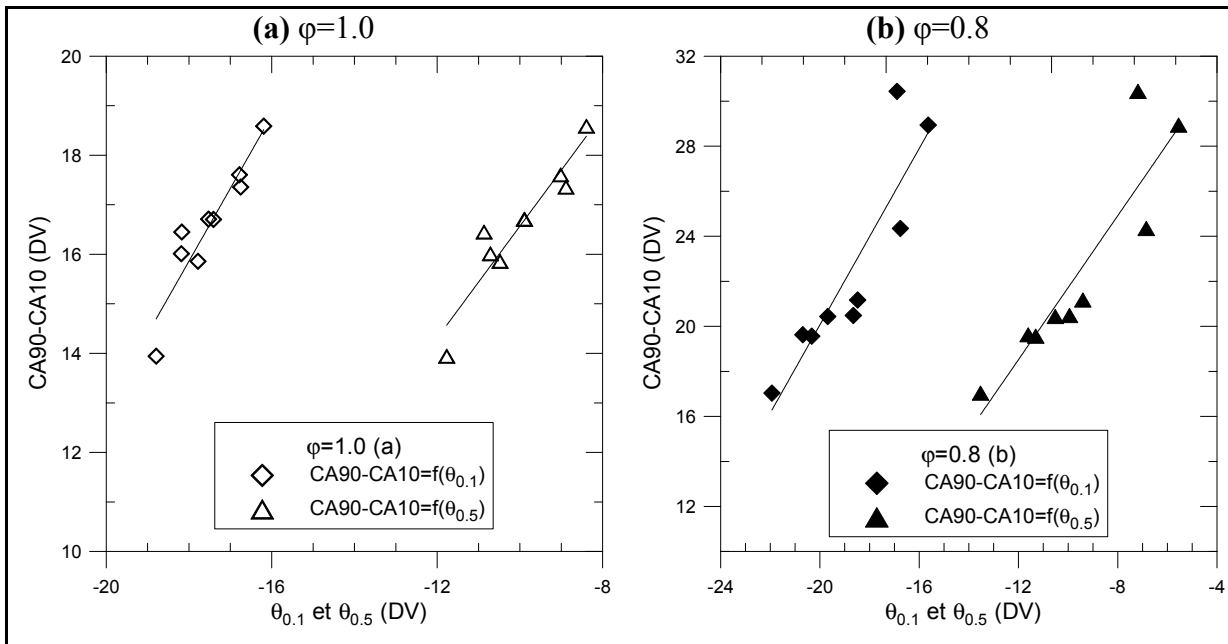 (a) φ=1.0
20
18
16
14
12
10
CA90-CA10 (DV)
-20
-16
-12
-8
θ0.1 et θ0.5 (DV)
φ=1.0 (a)
CA90-CA10=f(θ0.1)
CA90-CA10=f(θ0.5)
(b) φ=0.8
32
28
24
20
16
12
CA90-CA10 (DV)
-24
-20
-16
-12
-8
-4
θ0.1 et θ0.5 (DV)
φ=0.8 (b)
CA90-CA10=f(θ0.1)
CA90-CA10=f(θ0.5)